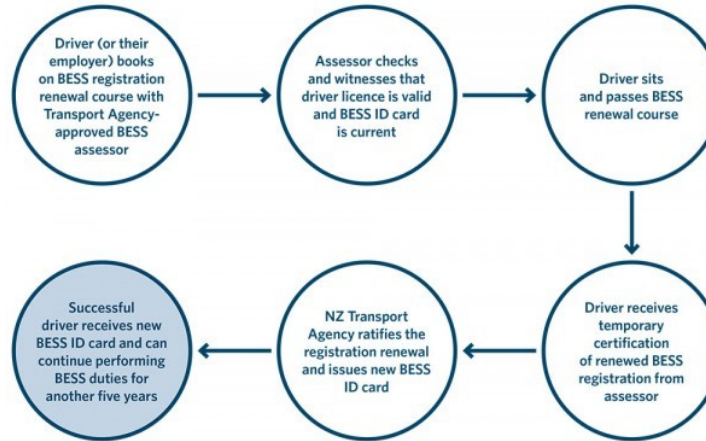 Driver (or their
employer) books
on BESS registration
renewal course with
Transport Agency-
approved BESS
assessor
Assessor checks
and witnesses that
driver licence is valid
and BESS ID card
is current
Driver sits
and passes BESS
renewal course
Driver receives
temporary
certification
of renewed BESS
registration from
assessor
NZ Transport
Agency ratifies the
registration renewal
and issues new BESS
ID card
Successful
driver receives new
BESS ID card and can
continue performing
BESS duties for
another five years